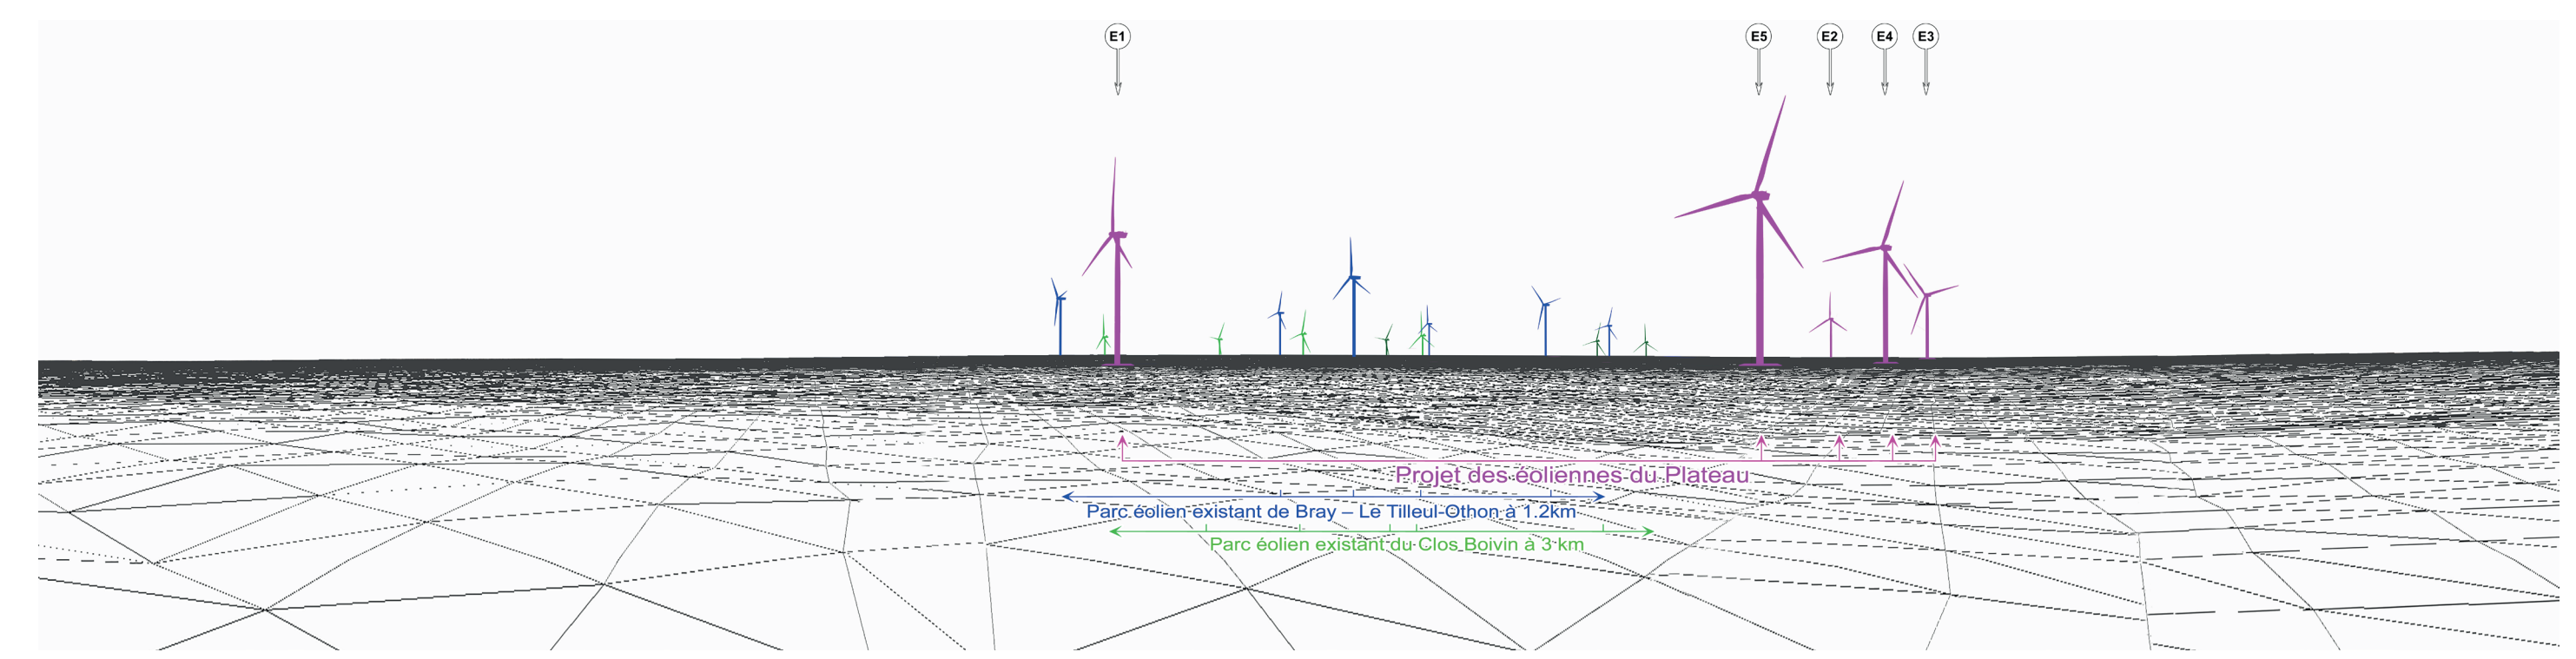 E1 E5 E2 E4 E3
Projet des éoliennes du Plateau
Parc éolien existant de Bray – Le Tilleul-Othon à 1.2km
Parc éolien existant du Clos Boivin à 3 km